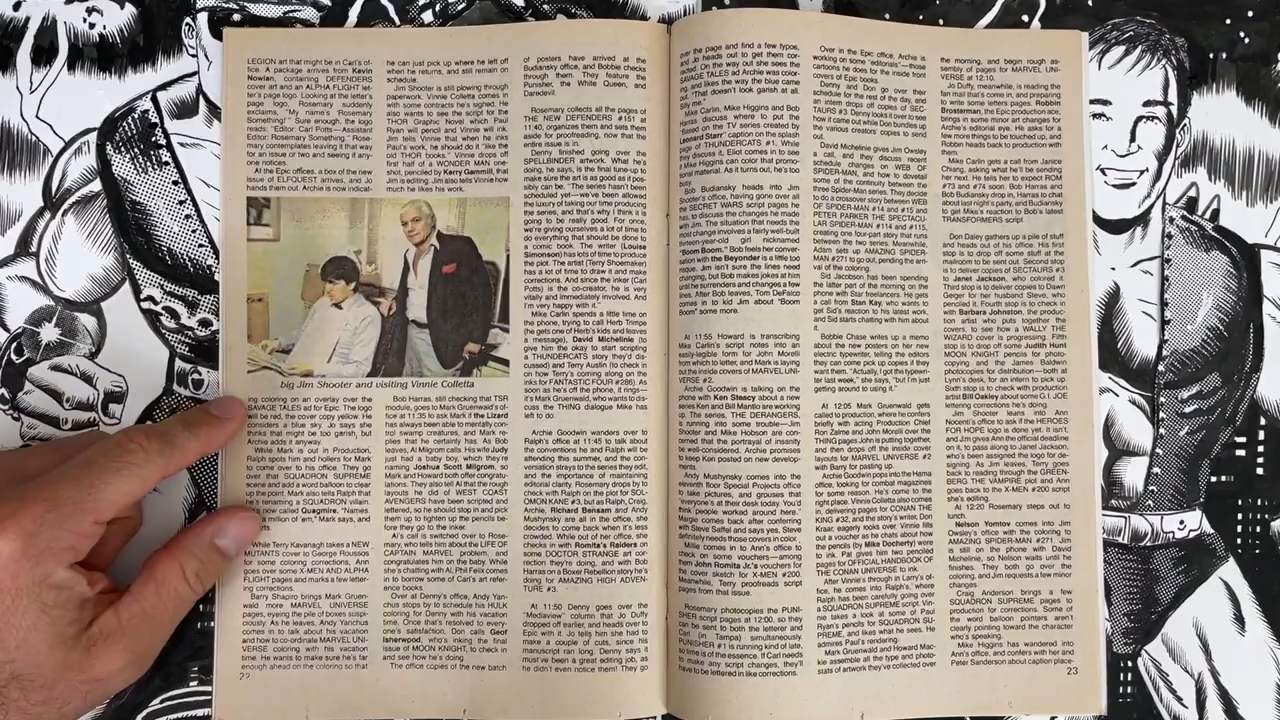 LEGION art that might be in Carl's of-
fice. A package arrives from Kevin
Nowlan, containing DEFENDERS
cover art and an ALPHA FLIGHT let-
ter's page logo. Looking at the letter's
page logo, Rosemary suddenly
exclaims, "My name's Rosemary
Something!" Sure enough, the logo
reads: "Editor: Carl Potts—Assistant
Editor: Rosemary Something." Rose-
mary contemplates leaving it that way
for an issue or two and seeing if any-
one notices.
At the Epic offices, a box of the new
issue of ELFQUEST arrives, and Jo
hands them out. Archie is now indicat-
big Jim Shooter and visiting Vinnie Colletta
ing coloring on an overlay over the
SAVAGE TALES ad for Epic. The logo
will be red, the cover copy yellow. He
considers a blue sky. Jo says she
thinks that might be too garish, but
Archie adds it anyway.
While Mark is out in Production,
Ralph spots him and hollers for Mark
to come over to his office. They go
over that SQUADRON SUPREME
scene and add a word balloon to clear
up the point. Mark also tells Ralph that
he's renaming a SQUADRON villain.
now called Quagmire. "Names
a million of 'em," Mark says, and
While Terry Kavanagh takes a NEW
MUTANTS cover to George Roussos
for some coloring corrections, Ann
goes over some X-MEN AND ALPHA
FLIGHT pages and marks a few letter-
ing changes.
Barry Shapiro brings Mark Gruen-
wald more MARVEL UNIVERSE
pages, eyeing the pile of boxes suspi-
ciously. As he leaves, Andy Yanchus
comes in to talk about his vacation
and how to co-ordinate MARVEL UNI-
VERSE coloring with his vacation
time. He wants to make sure he's far
enough ahead on the coloring so that
22
he can just pick up where he left off
when he returns, and still remain on
schedule.
Jim Shooter is still plowing through
paperwork. Vinnie Colletta comes in
with some contracts he's signed. He
also wants to see the script for the
THOR Graphic Novel which Paul
Ryan will pencil and Vinnie will ink.
Jim tells Vinnie that when he inks
Paul's work, he should do it "like the
old THOR books." Vinnie drops off
first half of a WONDER MAN one-
shot, penciled by Kerry Gammill, that
Jim is editing. Jim also tells Vinnie how
much he likes his work.
Bob Harras, still checking that TSR
module, goes to Mark Gruenwald's of-
fice at 11:35 to ask Mark if the Lizard
has always been able to mentally con-
trol swamp creatures, and Mark re-
plies that he certainly has. As Bob
leaves, Al Milgrom calls. His wife Judy
just had a baby boy, which they're
naming Joshua Scott Milgrom, so
Mark and Howard both offer congratu-
lations. They also tell Al that the rough
layouts he did of WEST COAST
AVENGERS have been scripted and
lettered, so he should stop in and pick
them up to tighten up the pencils be-
fore they go to the inker.
Al's call is switched over to Rose-
mary, who tells him about the LIFE OF
CAPTAIN MARVEL problem, and
congratulates him on the baby. While
she's chatting with Al, Phil Felix comes
in to borrow some of Carl's art refer-
ence books.
Over at Denny's office, Andy Yan-
chus stops by to schedule his HULK
coloring for Denny with his vacation
time. Once that's resolved to every-
one's satisfaction, Don calls Geof
Isherwood, who's inking the final
issue of MOON KNIGHT, to check in
and see how he's doing.
The office copies of the new batch
of posters have arrived at the
Budiansky office, and Bobbie checks
through them. They feature the
Punisher, the White Queen, and
Daredevil.
Rosemary collects all the pages of
THE NEW DEFENDERS #151 at
11:40, organizes them and sets them
aside for proofreading, now that the
entire issue is in.
Denny finished going over the
SPELLBINDER artwork. What he's
doing, he says, is the final tune-up to
make sure the art is as good as it pos-
sibly can be. "The series hasn't been
scheduled yet—we've been allowed
the luxury of taking our time producing
the series, and that's why I think it is
going to be really good. For once,
we're giving ourselves a lot of time to
do everything that should be done to
a comic book. The writer (Louise
Simonson) has lots of time to produce
the plot. The artist (Terry Shoemaker)
has a lot of time to draw it and make
corrections. And since the inker (Carl
Potts) is the co-creator, he is very
vitally and immediately involved. And
I'm very happy with it."
Mike Carlin spends a little time on
the phone, trying to call Herb Trimpe
(he gets one of Herb's kids and leaves
a message), David Michelinie (to
give him the okay to start scripting
a THUNDERCATS story they'd dis-
cussed) and Terry Austin (to check in
on how Terry's coming along on the
inks for FANTASTIC FOUR #286). As
soon as he's off the phone, it rings—
it's Mark Gruenwald, who wants to dis-
cuss the THING dialogue Mike has
left to do.
Archie Goodwin wanders over to
Ralph's office at 11:45 to talk about
the conventions he and Ralph will be
attending this summer, and the con-
versation strays to the series they edit,
and the importance of maintaining
editorial clarity. Rosemary drops by to
check with Ralph on the plot for SOL-
OMON KANE #3, but as Ralph, Craig,
Archie, Richard Bensam and Andy
Mushynsky are all in the office, she
decides to come back when it's less
crowded. While out of her office, she
checks in with Romita's Raiders on
some DOCTOR STRANGE art cor-
rection they're doing, and with Bob
Harras on a Boxer Rebellion story he's
doing for AMAZING HIGH ADVEN-
TURE #3.
At 11:50 Denny goes over the
"Mediaview" column that Jo Duffy
dropped off earlier, and heads over to
Epic with it. Jo tells him she had to
make a couple of cuts, since his
manuscript ran long. Denny says it
must've been a great editing job, as
he didn't even notice them! They go
over the page and find a few typos,
and Jo heads out to get them cor-
rected. On the way out she sees the
SAVAGE TALES ad Archie was color-
ing, and likes the way the blue came
out. "That doesn't look garish at all,
silly me."
Mike Carlin, Mike Higgins and Bob
Harras discuss where to put the
"Based on the TV series created by
Leonard Starr" caption on the splash
page of THUNDERCATS #1. While
they discuss it, Eliot comes in to see
if Mike Higgins can color that promo-
tional material. As it turns out, he's too
busy.
Bob Budiansky heads into Jim
Shooter's office, having gone over all
the SECRET WARS script pages he
has, to discuss the changes he made
with Jim. The situation that needs the
most change involves a fairly well-built
thirteen-year-old girl nicknamed
"Boom Boom." Bob feels her conver-
sation with the Beyonder is a little too
risque. Jim isn't sure the lines need
changing, but Bob makes jokes at him
until he surrenders and changes a few
lines. After Bob leaves, Tom DeFalco
comes in to kid Jim about "Boom
Boom" some more.
At 11:55 Howard is transcribing
Mike Carlin's script notes into an
easily-legible form for John Morelli
from which to letter, and Mark is laying
out the inside covers of MARVEL UNI-
VERSE #2.
Archie Goodwin is talking on the
phone with Ken Steacy about a new
series Ken and Bill Mantlo are working
up. The series, THE DERANGERS,
is running into some trouble—Jim
Shooter and Mike Hobson are con-
cerned that the portrayal of insanity
be well-considered. Archie promises
to keep Ken posted on new develop-
ments.
Andy Mushynsky comes into the
eleventh floor Special Projects office
to take pictures, and grouses that
"everyone's at their desk today. You'd
think people worked around here."
Margie comes back after conferring
with Steve Saffel and says yes, Steve
definitely needs those covers in color.
Millie comes in to Ann's office to
check on some vouchers—among
them John Romita Jr.'s vouchers for
the cover sketch for X-MEN #200.
Meanwhile, Terry proofreads script
pages from that issue.
Rosemary photocopies the PUNI-
SHER script pages at 12:00, so they
can be sent to both the letterer and
Carl (in Tampa) simultaneously.
PUNISHER #1 is running kind of late,
so time is of the essence. If Carl needs
to make any script changes, they'll
have to be lettered in like corrections.
Over in the Epic office, Archie is
working on some "editorials"—those
cartoons he does for the inside front
covers of Epic books.
Denny and Don go over their
schedule for the rest of the day, and
an intern drops off copies of SEC-
TAURS #3. Denny looks it over to see
how it came out while Don bundles up
the various creators' copies to send
out.
David Michelinie gives Jim Owsley
a call, and they discuss recent
schedule changes on WEB OF
SPIDER-MAN, and how to dovetail
some of the continuity between the
three Spider-Man series. They decide
to do a crossover story between WEB
OF SPIDER-MAN #14 and #15 and
PETER PARKER THE SPECTACU-
LAR SPIDER-MAN #114 and #115,
creating one four-part story that runs
between the two series. Meanwhile,
Adam sets up AMAZING SPIDER-
MAN #271 to go out, pending the arri-
val of the coloring.
Sid Jacobson has been spending
the latter part of the morning on the
phone with Star freelancers. He gets
a call from Stan Kay, who wants to
get Sid's reaction to his latest work,
and Sid starts chatting with him about
it.
Bobbie Chase writes up a memo
about the new posters on her new
electric typewriter, telling the editors
they can come pick up copies if they
want them. "Actually, I got the typewri-
ter last week," she says, "but I'm just
getting around to using it."
At 12:05 Mark Gruenwald gets
called to production, where he confers
briefly with acting Production Chief
Ron Zalme and John Morelli over the
THING pages John is putting together,
and then drops off the inside cover
layouts for MARVEL UNIVERSE #2
with Barry for pasting up.
Archie Goodwin pops into the Hama
office, looking for combat magazines
for some reason. He's come to the
right place. Vinnie Colletta also comes
in, delivering pages for CONAN THE
KING #32, and the story's writer, Don
Kraar, eagerly looks over Vinnie fills
out a voucher as he chats about how
the pencils (by Mike Docherty) were
to ink. Pat gives him two penciled
pages for OFFICIAL HANDBOOK OF
THE CONAN UNIVERSE to ink.
After Vinnie's through in Larry's of-
fice, he comes into Ralph's, where
Ralph has been carefully going over
a SQUADRON SUPREME script. Vin-
nie takes a look at some of Paul
Ryan's pencils for SQUADRON SU-
PREME, and likes what he sees. He
admires Paul's rendering.
Mark Gruenwald and Howard Mac-
kie assemble all the type and photo-
stats of artwork they've collected over
the morning, and begin rough as-
sembly of pages for MARVEL UNI-
VERSE at 12:10.
Jo Duffy, meanwhile, is reading the
fan mail that's come in, and preparing
to write some letters pages. Robbin
Brosterman, the Epic production ace,
brings in some more art changes for
Archie's editorial eye. He asks for a
few more things to be touched up, and
Robbin heads back to production with
them.
Mike Carlin gets a call from Janice
Chiang, asking what he'll be sending
her next. He tells her to expect ROM
#73 and #74 soon. Bob Harras and
Bob Budiansky drop in, Harras to chat
about last night's party, and Budiansky
to get Mike's reaction to Bob's latest
TRANSFORMERS script.
Don Daley gathers up a pile of stuff
and heads out of his office. His first
stop is to drop off some stuff at the
mailroom to be sent out. Second stop
is to deliver copies of SECTAURS #3
to Janet Jackson, who colored it.
Third stop is to deliver copies to Dawn
Geiger for her husband Steve, who
penciled it. Fourth stop is to check in
with Barbara Johnston, the produc-
tion artist who puts together the
covers, to see how a WALLY THE
WIZARD cover is progressing. Fifth
stop is to drop off some Judith Hunt
MOON KNIGHT pencils for photo-
copying and the James Baldwin
photocopies for distribution—both at
Lynn's desk, for an intern to pick up.
Sixth stop is to check with production
artist Bill Oakley about some G.I. JOE
lettering corrections he's doing.
Jim Shooter leans into Ann
Nocenti's office to ask if the HEROES
FOR HOPE logo is done yet. It isn't,
and Jim gives Ann the official deadline
on it, to pass along to Janet Jackson,
who's been assigned the logo for de-
signing. As Jim leaves, Terry goes
back to reading through the GREEN-
BERG THE VAMPIRE plot and Ann
goes back to the X-MEN #200 script
she's editing.
At 12:20 Rosemary steps out to
lunch.
Nelson Yomtov comes into Jim
Owsley's office with the coloring to
AMAZING SPIDER-MAN #271. Jim
is still on the phone with David
Michelinie, so Nelson waits until he
finishes. They both go over the
coloring, and Jim requests a few minor
changes.
Craig Anderson brings a few
SQUADRON SUPREME pages to
production for corrections. Some of
the word balloon pointers aren't
clearly pointing toward the character
who's speaking.
Mike Higgins has wandered into
Ann's office, and confers with her and
Peter Sanderson about caption place-
23